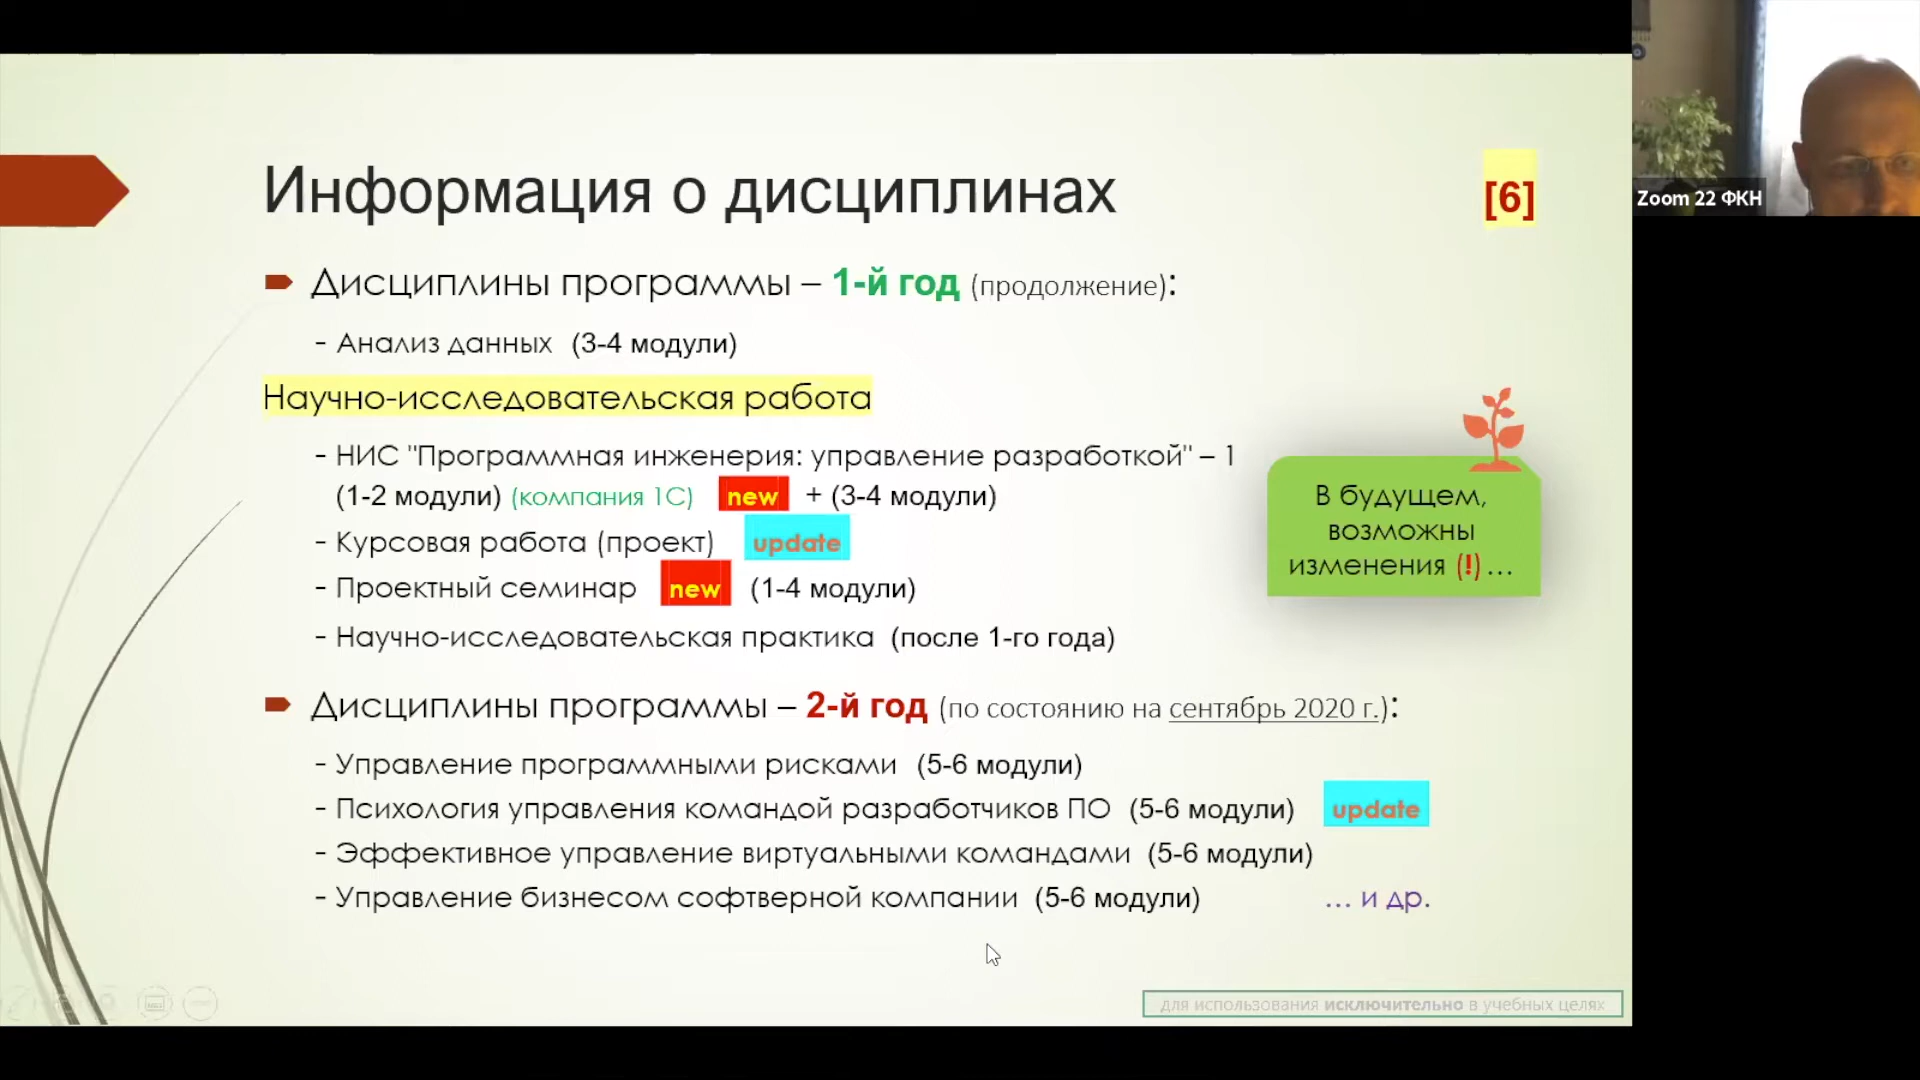 Информация о дисциплинах
[6]
Дисциплины программы – 1-й год (продолжение):
- Анализ данных (3-4 модули)
Научно-исследовательская работа
- НИС "Программная инженерия: управление разработкой" – 1
(1-2 модули) (компания 1С) new + (3-4 модули)
- Курсовая работа (проект) update
- Проектный семинар new (1-4 модули)
- Научно-исследовательская практика (после 1-го года)
В будущем,
возможны
изменения (!) ...
Дисциплины программы – 2-й год (по состоянию на сентябрь 2020 г.):
- Управление программными рисками (5-6 модули)
- Психология управления командой разработчиков ПО (5-6 модули) update
- Эффективное управление виртуальными командами (5-6 модули)
- Управление бизнесом софтверной компании (5-6 модули) ... и др.
для использования исключительно в учебных целях
Zoom 22 ФКН